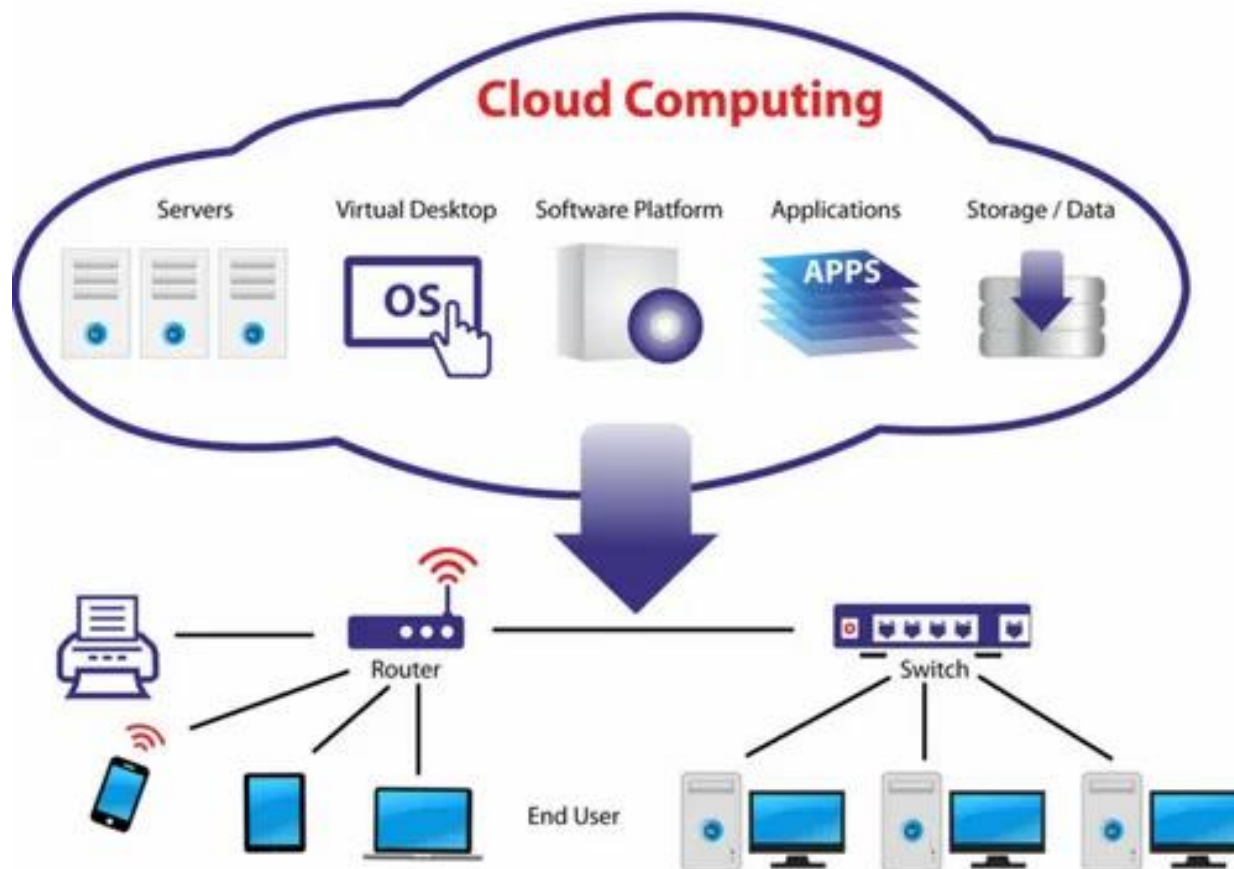 Cloud Computing
Servers
Virtual Desktop
Software Platform
Applications
Storage / Data
OS
APPS
Router
Switch
End User